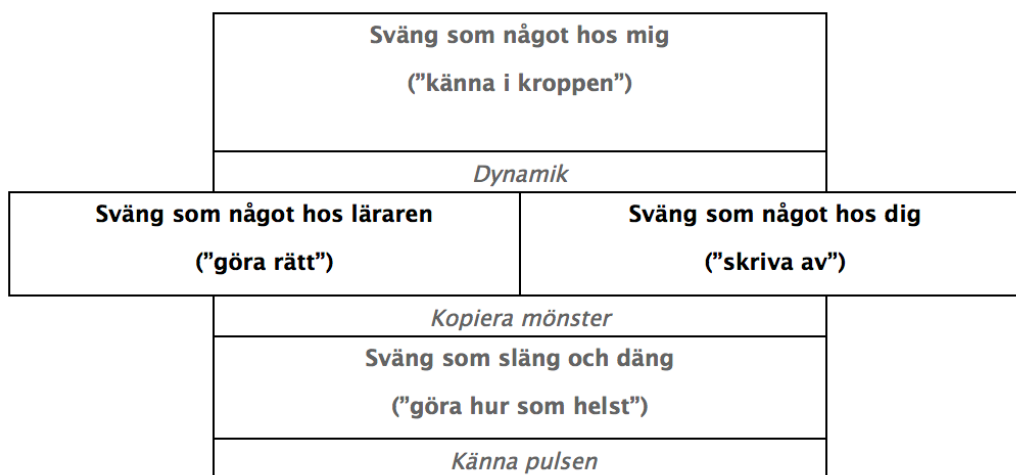 Sväng som något hos mig
(”känna i kroppen”)
Dynamik
Sväng som något hos läraren
(”göra rätt”)
Sväng som något hos dig
(”skriva av”)
Kopiera mönster
Sväng som släng och däng
(”göra hur som helst”)
Känna pulsen